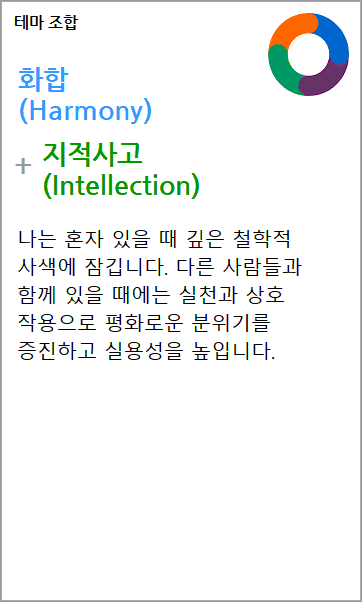 테마 조합
화합
(Harmony)
+ 지적사고
(Intellection)
나는 혼자 있을 때 깊은 철학적
사색에 잠깁니다. 다른 사람들과
함께 있을 때에는 실천과 상호
작용으로 평화로운 분위기를
증진하고 실용성을 높입니다.